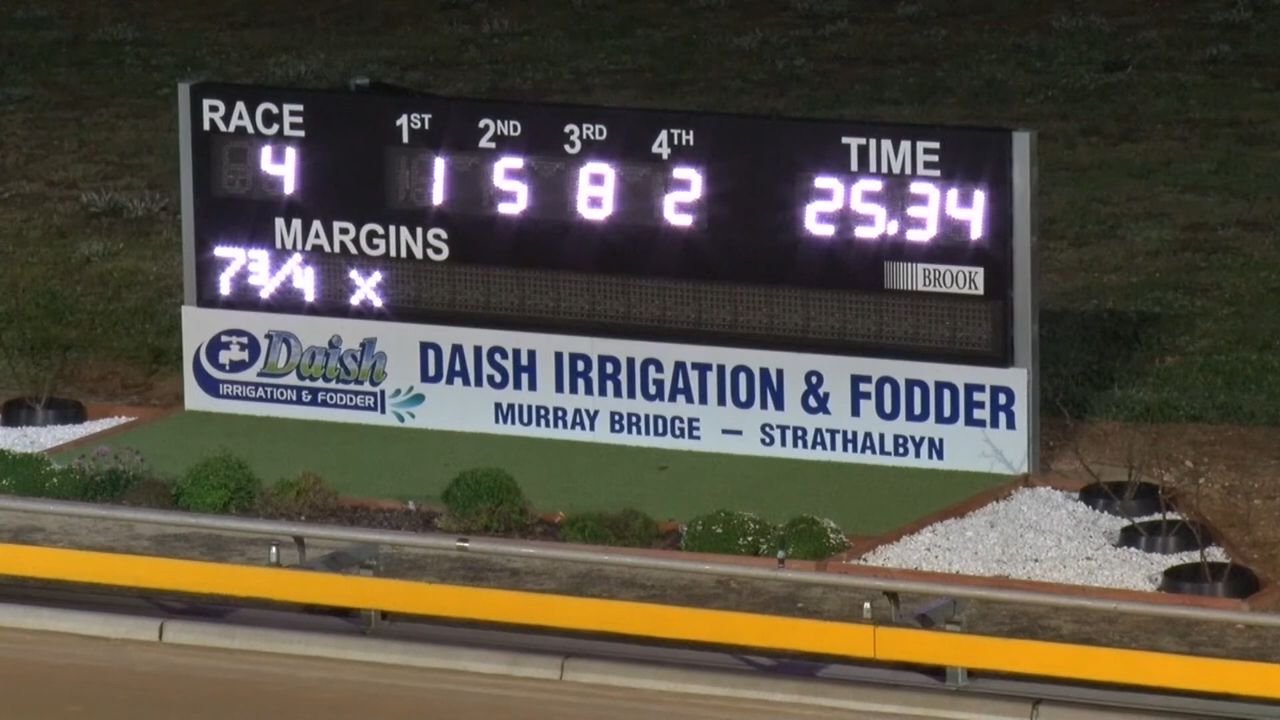 RACE 1ST 2ND 3RD 4TH TIME
4 1 5 8 2 25.34
MARGINS
7¾ x
BROOK
Daish
IRRIGATION & FODDER
DAISH IRRIGATION & FODDER
MURRAY BRIDGE – STRATHALBYN